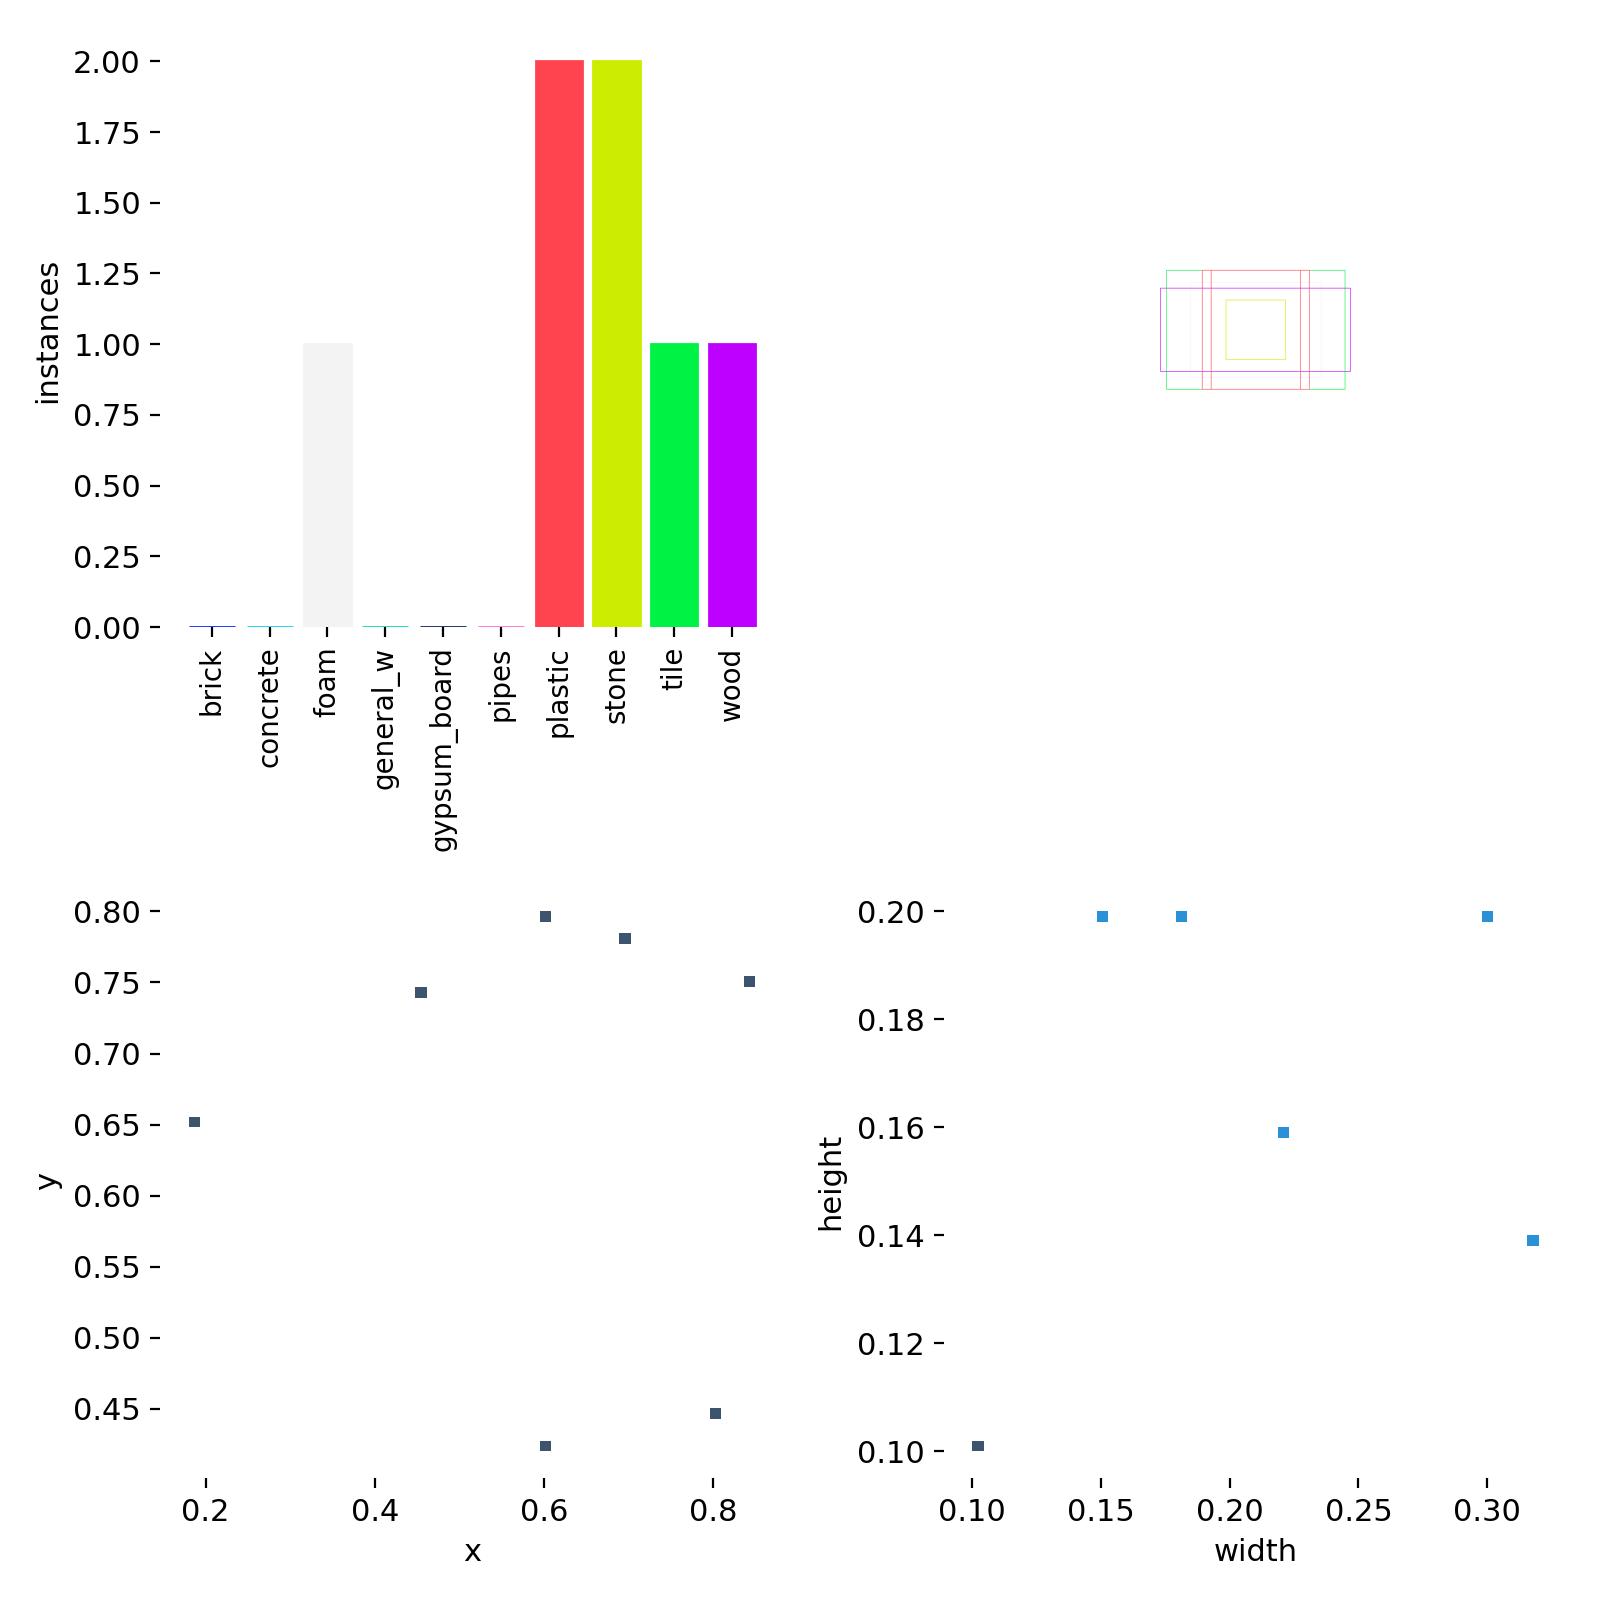 2.00
1.75
1.50
1.25
1.00
0.75
0.50
0.25
0.00
instances
brick
concrete
foam
general_w
gypsum_board
pipes
plastic
stone
tile
wood
0.80
0.75
0.70
0.65
0.60
0.55
0.50
0.45
y
0.2 0.4 0.6 0.8
x
0.20
0.18
0.16
0.14
0.12
0.10
height
0.10 0.15 0.20 0.25 0.30
width